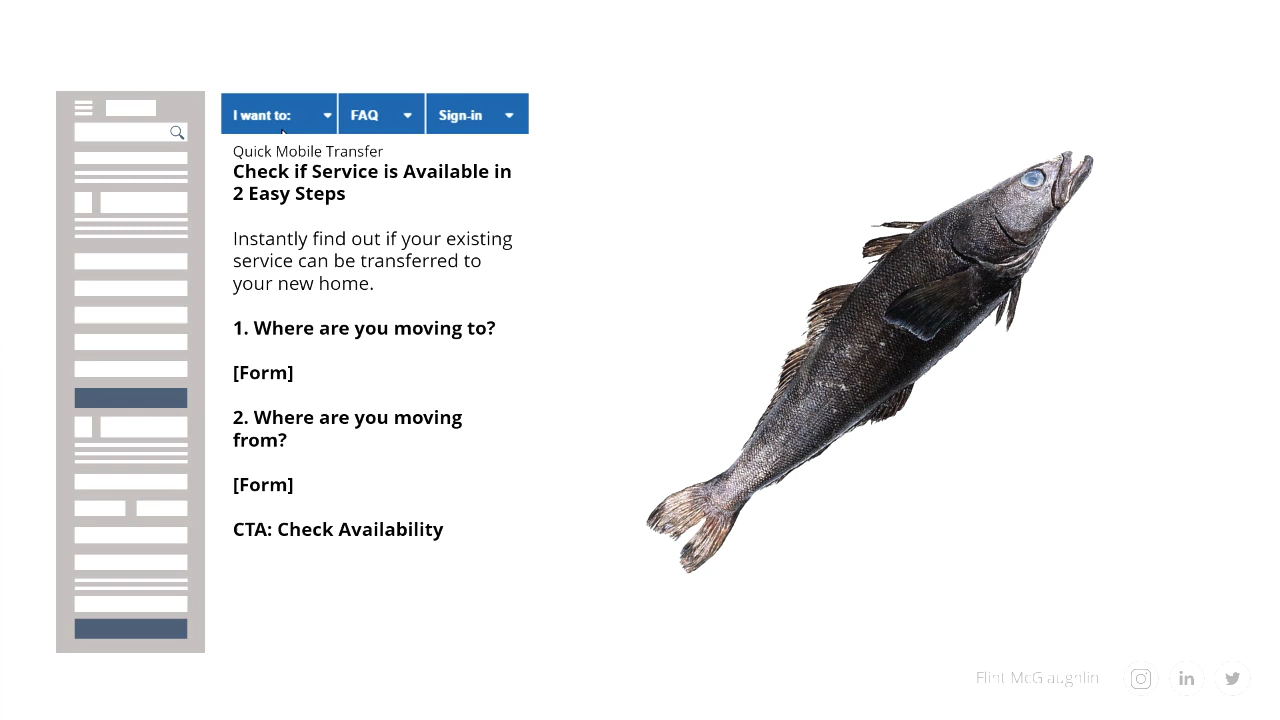 I want to:
FAQ
Sign-in
Quick Mobile Transfer
Check if Service is Available in
2 Easy Steps
Instantly find out if your existing
service can be transferred to
your new home.
1. Where are you moving to?
[Form]
2. Where are you moving
from?
[Form]
CTA: Check Availability
Flint McGlaughlin